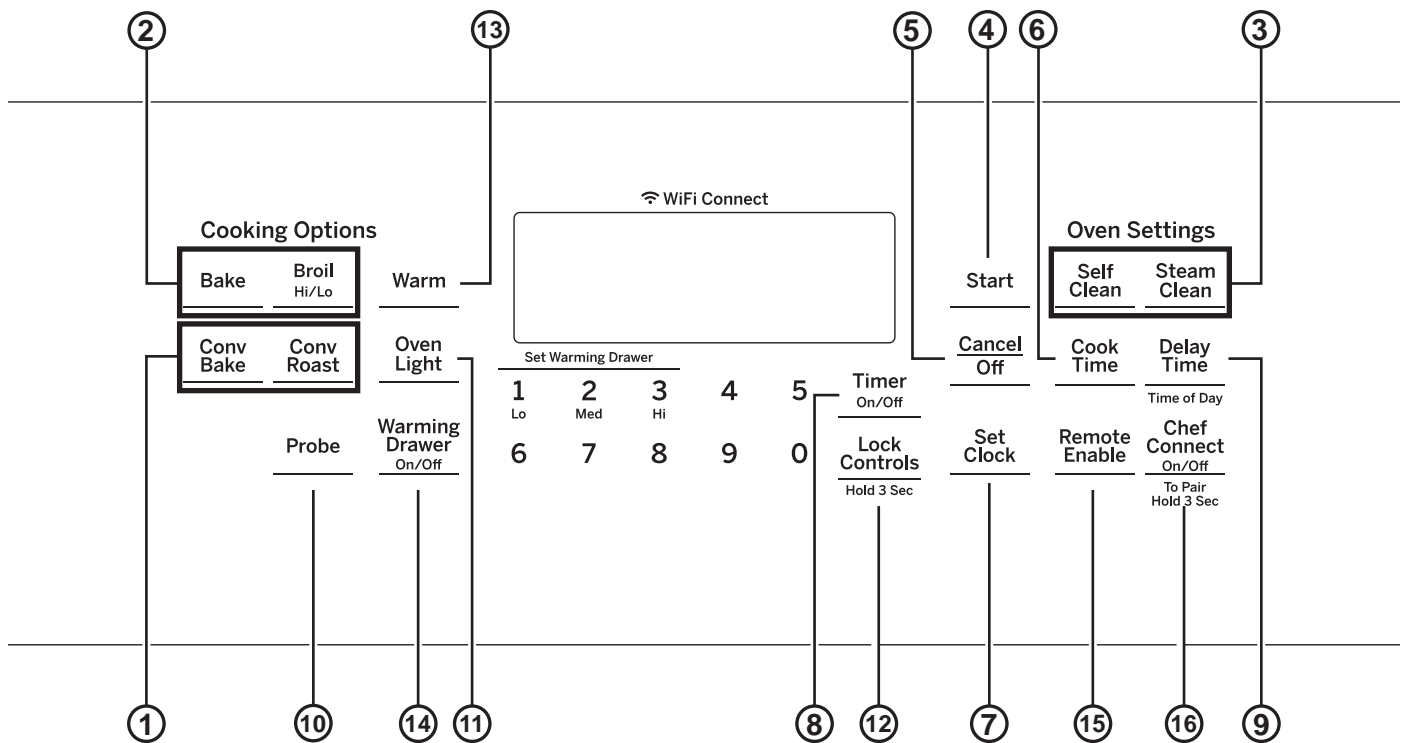 2
13
5
4
6
3
WiFi Connect
Cooking Options
Bake
Broil
Hi/Lo
Warm
Conv
Bake
Conv
Roast
Oven
Light
Probe
Warming
Drawer
On/Off
Set Warming Drawer
1
Lo
2
Med
3
Hi
4
5
6
7
8
9
0
Timer
On/Off
Lock
Controls
Hold 3 Sec
Start
Cancel
Off
Set
Clock
Oven Settings
Self
Clean
Steam
Clean
Cook
Time
Delay
Time
Time of Day
Remote
Enable
Chef
Connect
On/Off
To Pair
Hold 3 Sec
1
10
14
11
8
12
7
15
16
9